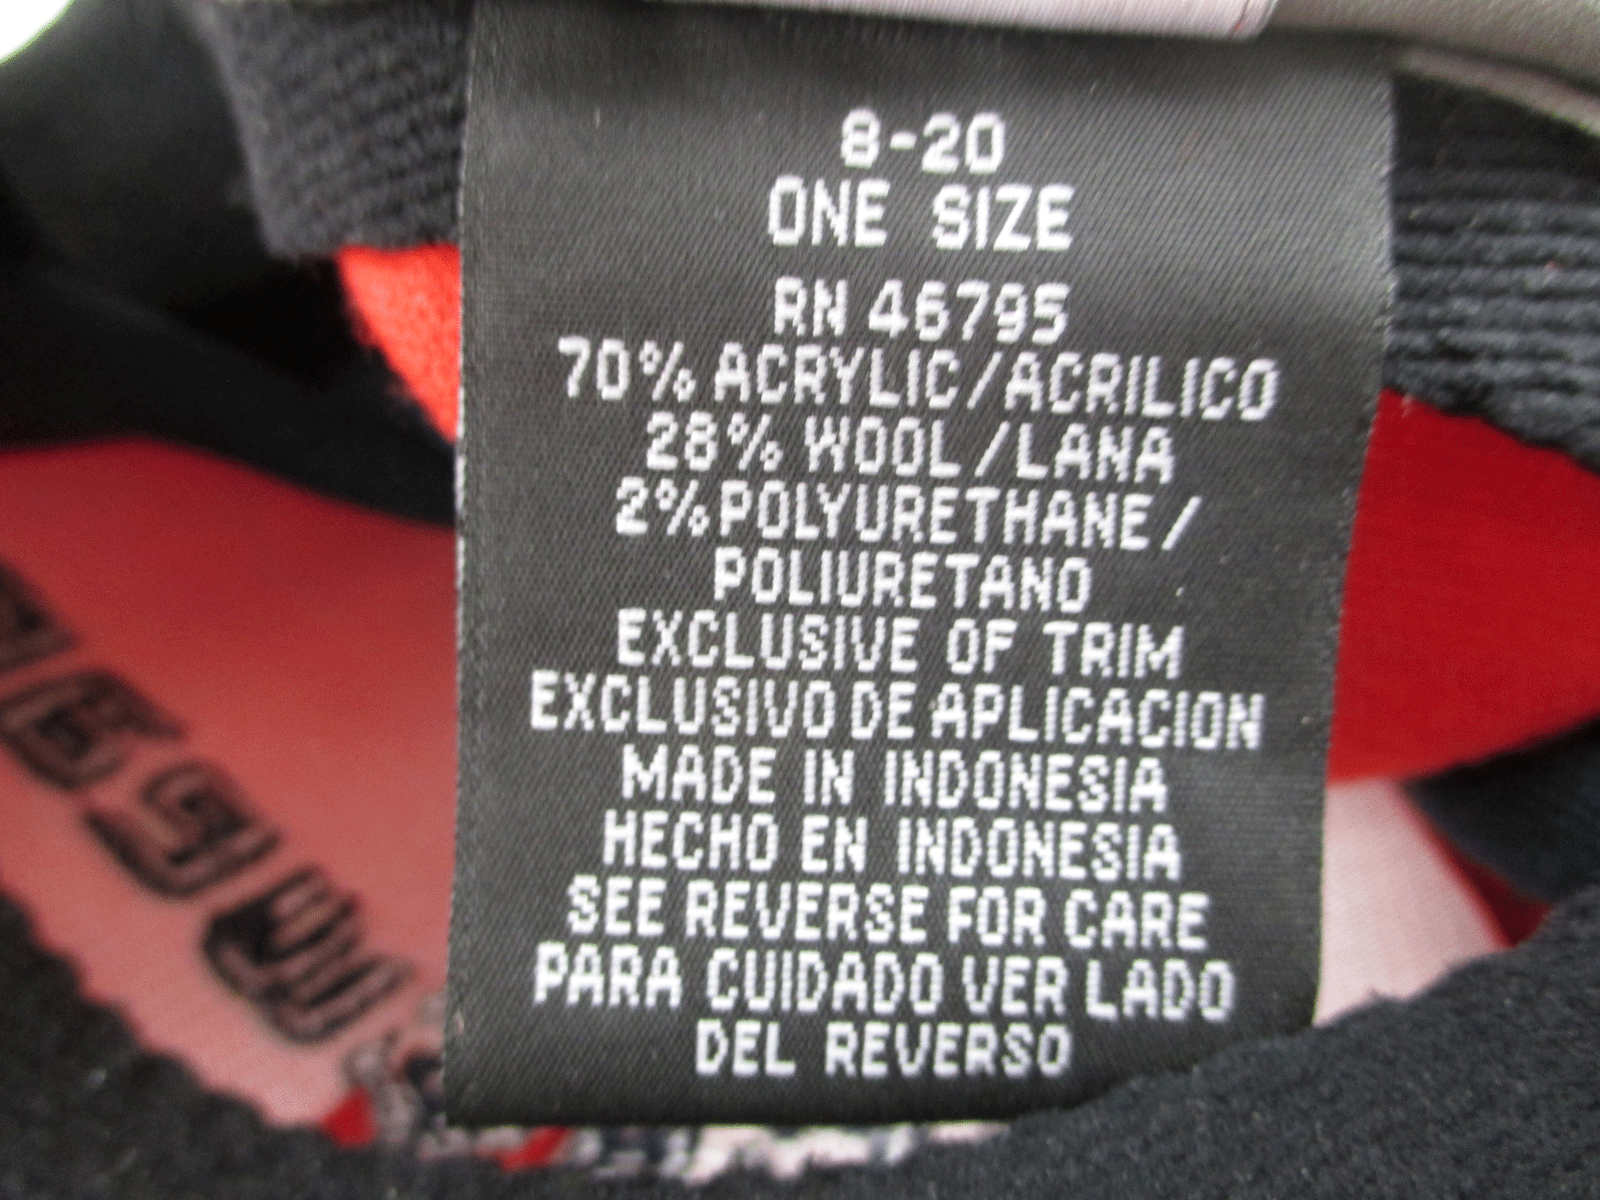 8-20
ONE SIZE
RN 46795
70% ACRYLIC/ACRILICO
28% WOOL/LANA
2% POLYURETHANE/
POLIURETANO
EXCLUSIVE OF TRIM
EXCLUSIVO DE APLICACION
MADE IN INDONESIA
HECHO EN INDONESIA
SEE REVERSE FOR CARE
PARA CUIDADO VER LADO
DEL REVERSO